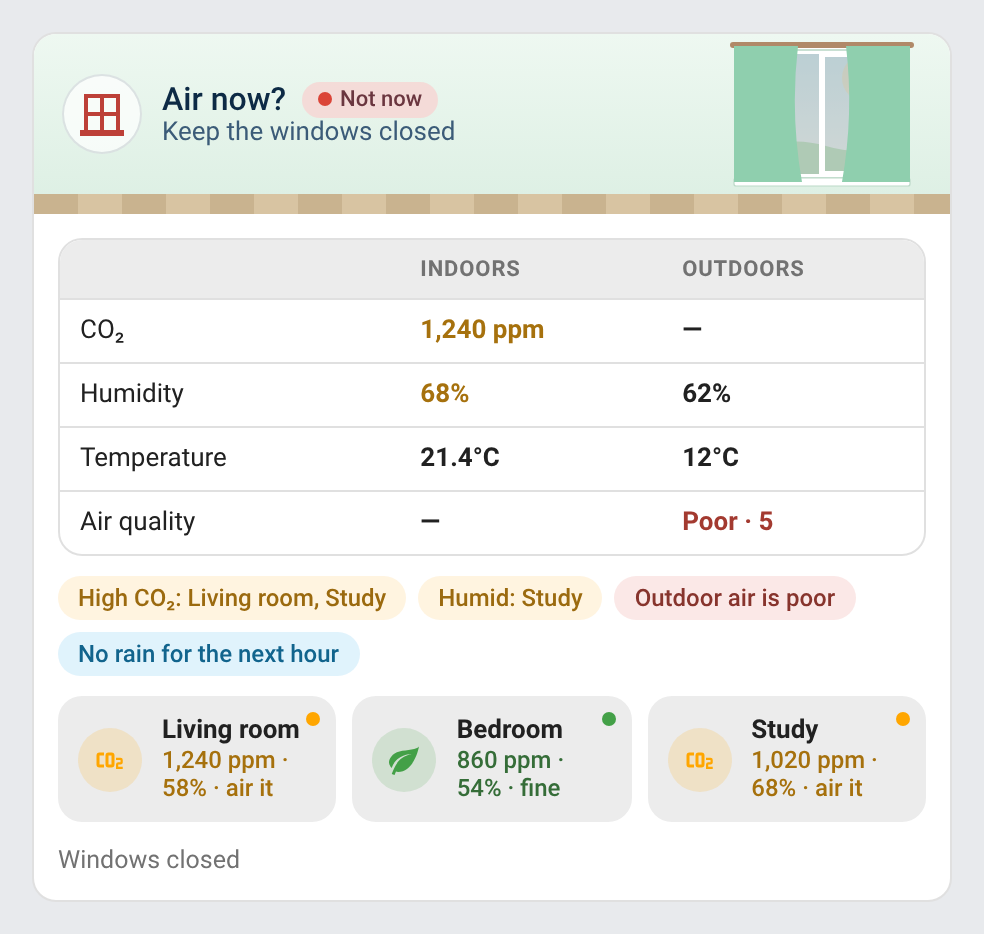 Air now? Not now
Keep the windows closed
INDOORS OUTDOORS
CO₂ 1,240 ppm —
Humidity 68% 62%
Temperature 21.4°C 12°C
Air quality — Poor · 5
High CO₂: Living room, Study Humid: Study Outdoor air is poor
No rain for the next hour
CO₂ Living room
1,240 ppm ·
58% · air it
Bedroom
860 ppm ·
54% · fine
CO₂ Study
1,020 ppm ·
68% · air it
Windows closed